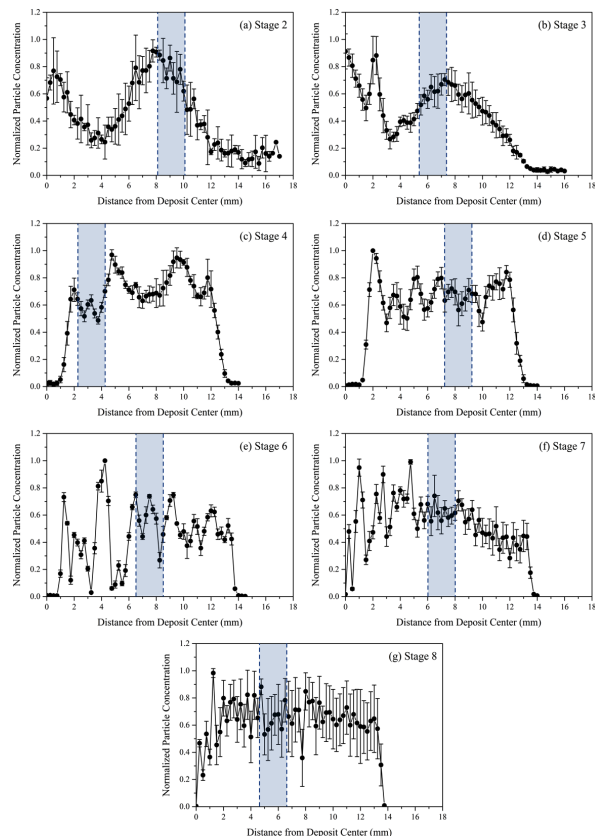 (a) Stage 2
Normalized Particle Concentration
1.2
1.0
0.8
0.6
0.4
0.2
0.0
0 2 4 6 8 10 12 14 16 18
Distance from Deposit Center (mm)
(b) Stage 3
Normalized Particle Concentration
1.2
1.0
0.8
0.6
0.4
0.2
0.0
0 2 4 6 8 10 12 14 16 18
Distance from Deposit Center (mm)
(c) Stage 4
Normalized Particle Concentration
1.2
1.0
0.8
0.6
0.4
0.2
0.0
0 2 4 6 8 10 12 14 16 18
Distance from Deposit Center (mm)
(d) Stage 5
Normalized Particle Concentration
1.2
1.0
0.8
0.6
0.4
0.2
0.0
0 2 4 6 8 10 12 14 16 18
Distance from Deposit Center (mm)
(e) Stage 6
Normalized Particle Concentration
1.2
1.0
0.8
0.6
0.4
0.2
0.0
0 2 4 6 8 10 12 14 16 18
Distance from Deposit Center (mm)
(f) Stage 7
Normalized Particle Concentration
1.2
1.0
0.8
0.6
0.4
0.2
0.0
0 2 4 6 8 10 12 14 16 18
Distance from Deposit Center (mm)
(g) Stage 8
Normalized Particle Concentration
1.2
1.0
0.8
0.6
0.4
0.2
0.0
0 2 4 6 8 10 12 14 16 18
Distance from Deposit Center (mm)